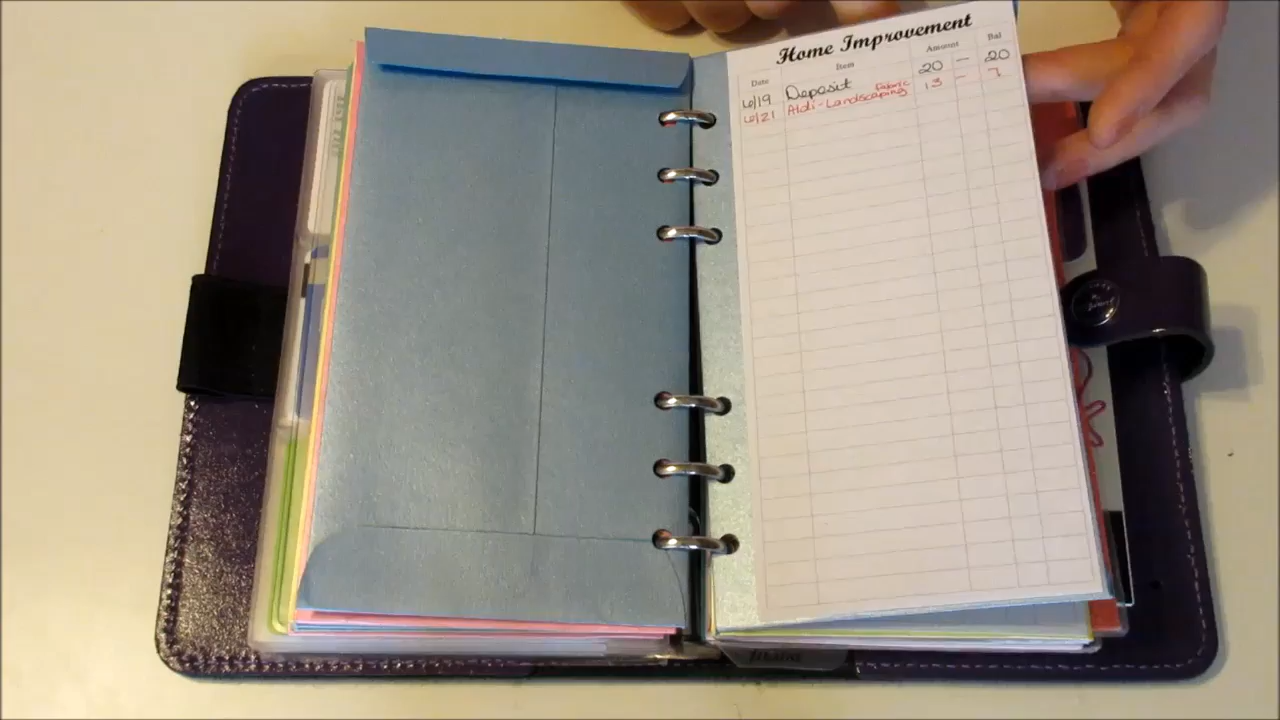 Home Improvement
Date Item Amount Bal
6/19 Deposit 20 — 20
6/21 Aldi-Landscaping fabric 13 — 7